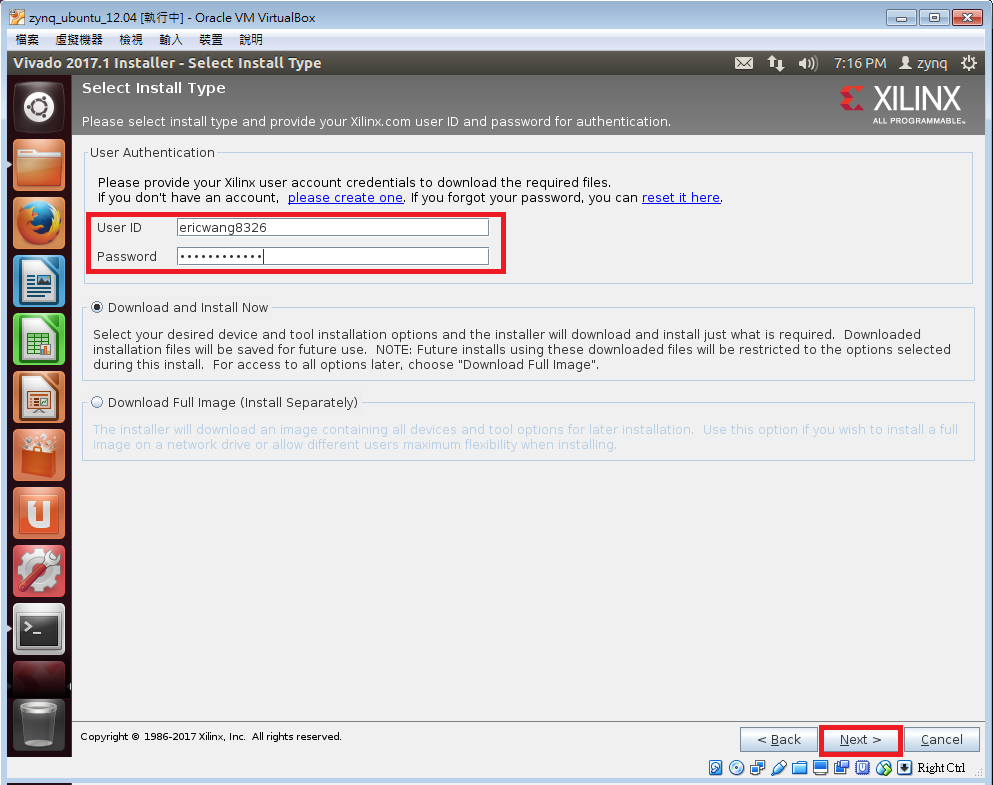 zynq_ubuntu_12.04 [執行中] - Oracle VM VirtualBox
檔案 虛擬機器 檢視 輸入 裝置 說明
Vivado 2017.1 Installer - Select Install Type 7:16 PM zynq
Select Install Type
XILINX
ALL PROGRAMMABLE™
Please select install type and provide your Xilinx.com user ID and password for authentication.
User Authentication
Please provide your Xilinx user account credentials to download the required files.
If you don't have an account, please create one. If you forgot your password, you can reset it here.
User ID ericwang8326
Password ••••••••••••
Download and Install Now
Select your desired device and tool installation options and the installer will download and install just what is required. Downloaded
installation files will be saved for future use. NOTE: Future installs using these downloaded files will be restricted to the options selected
during this install. For access to all options later, choose "Download Full Image".
Download Full Image (Install Separately)
The installer will download an image containing all devices and tool options for later installation. Use this option if you wish to install a full
image on a network drive or allow different users maximum flexibility when installing.
Copyright © 1986-2017 Xilinx, Inc. All rights reserved.
< Back Next > Cancel
Right Ctrl